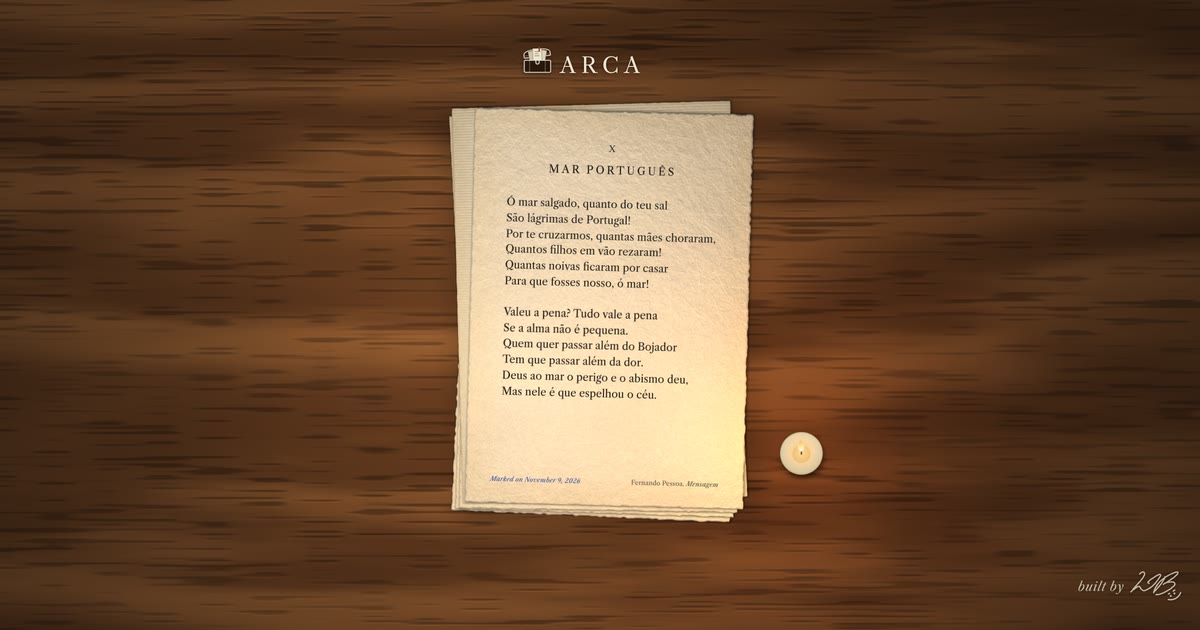 ARCA
X
MAR PORTUGUÊS
Ó mar salgado, quanto do teu sal
São lágrimas de Portugal!
Por te cruzarmos, quantas mães choraram,
Quantos filhos em vão rezaram!
Quantas noivas ficaram por casar
Para que fosses nosso, ó mar!
Valeu a pena? Tudo vale a pena
Se a alma não é pequena.
Quem quer passar além do Bojador
Tem que passar além da dor.
Deus ao mar o perigo e o abismo deu,
Mas nele é que espelhou o céu.
Marked on November 9, 2026
Fernando Pessoa, Mensagem
built by